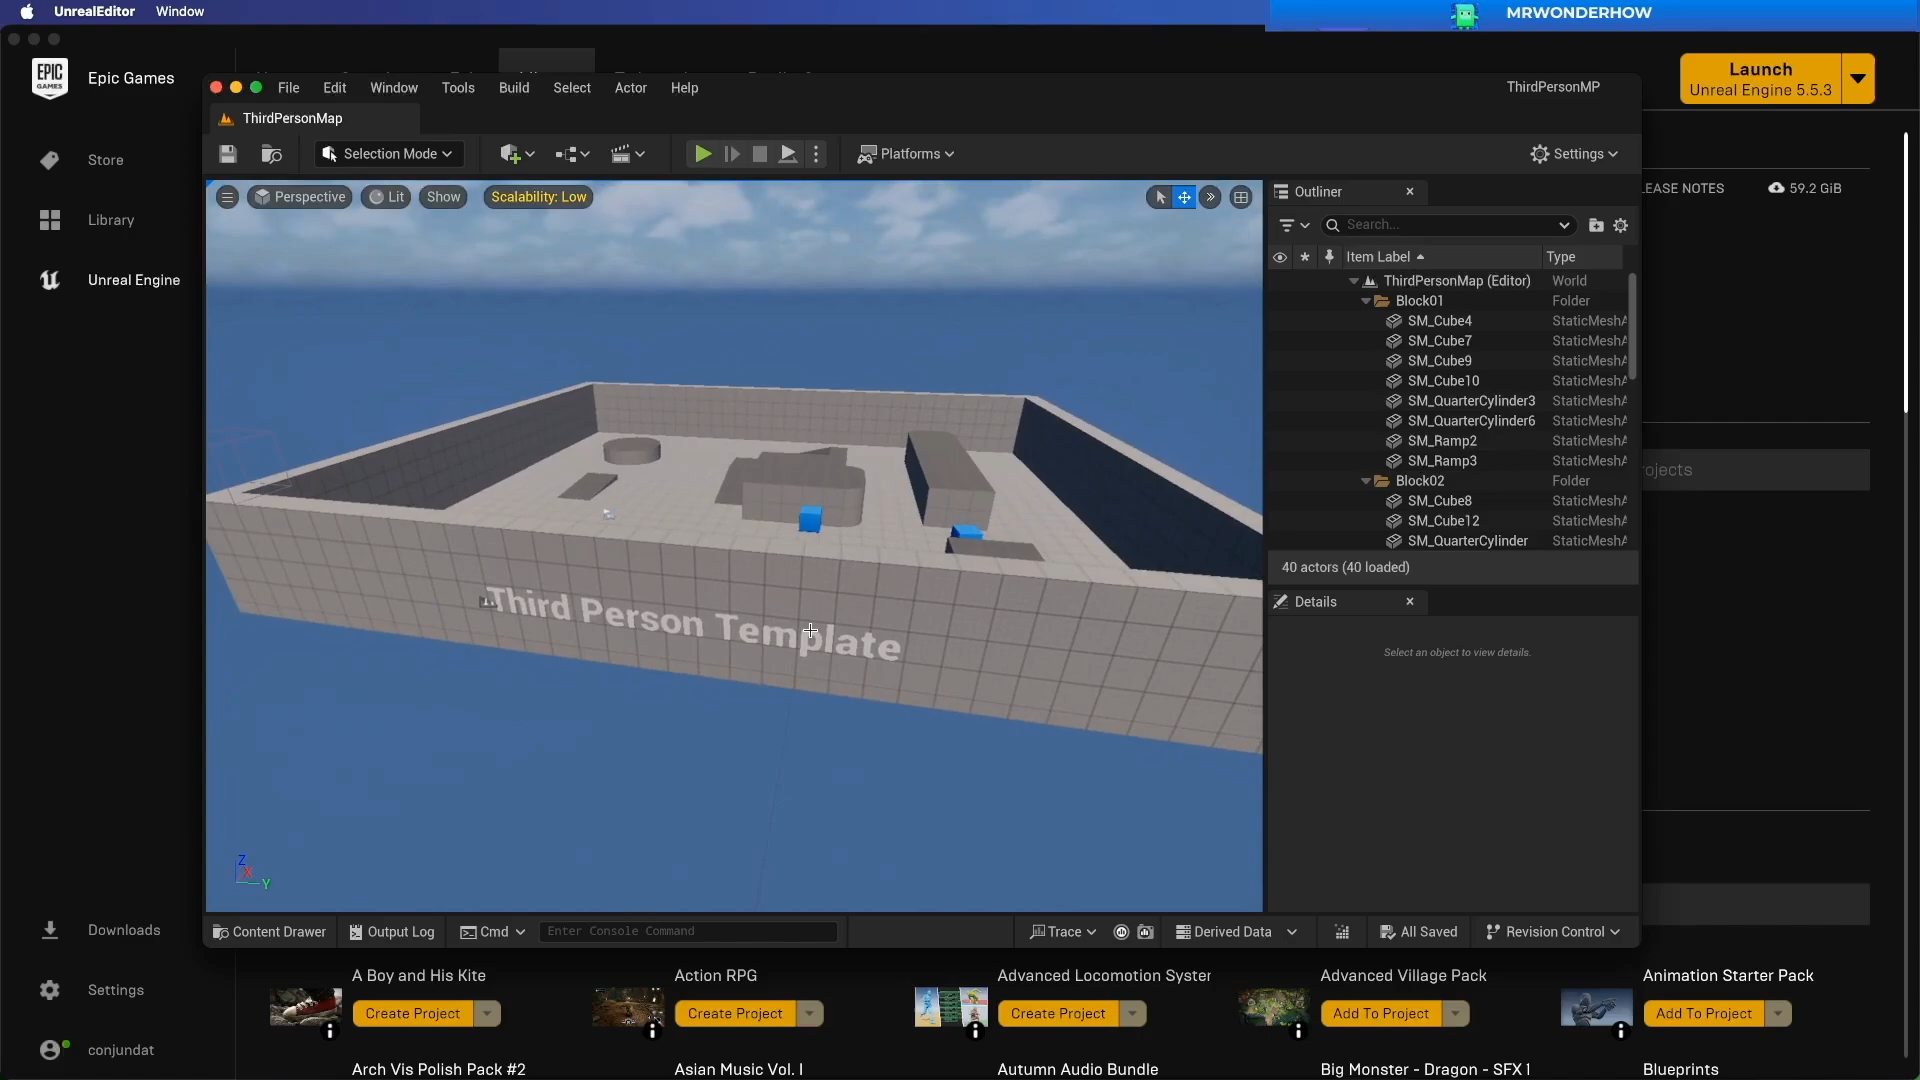 UnrealEditor Window
MRWONDERHOW
EPIC GAMES
Epic Games
Launch
Unreal Engine 5.5.3
File Edit Window Tools Build Select Actor Help
ThirdPersonMP
ThirdPersonMap
Selection Mode
Platforms
Settings
Store
Library
Unreal Engine
Perspective Lit Show Scalability: Low
Outliner
EASE NOTES
59.2 GiB
Search...
Item Label Type
ThirdPersonMap (Editor) World
Block01 Folder
SM_Cube4 StaticMeshA
SM_Cube7 StaticMeshA
SM_Cube9 StaticMeshA
SM_Cube10 StaticMeshA
SM_QuarterCylinder3 StaticMeshA
SM_QuarterCylinder6 StaticMeshA
SM_Ramp2 StaticMeshA
SM_Ramp3 StaticMeshA
ojects
Block02 Folder
SM_Cube8 StaticMeshA
SM_Cube12 StaticMeshA
SM_QuarterCylinder StaticMeshA
40 actors (40 loaded)
Details
Select an object to view details.
Third Person Template
Z
X
Y
Content Drawer Output Log Cmd Enter Console Command Trace Derived Data All Saved Revision Control
Downloads
Settings
conjundat
A Boy and His Kite Action RPG Advanced Locomotion System Advanced Village Pack Animation Starter Pack
Create Project Create Project Create Project Add To Project Add To Project
Arch Vis Polish Pack #2 Asian Music Vol. I Autumn Audio Bundle Big Monster - Dragon - SFX 1 Blueprints